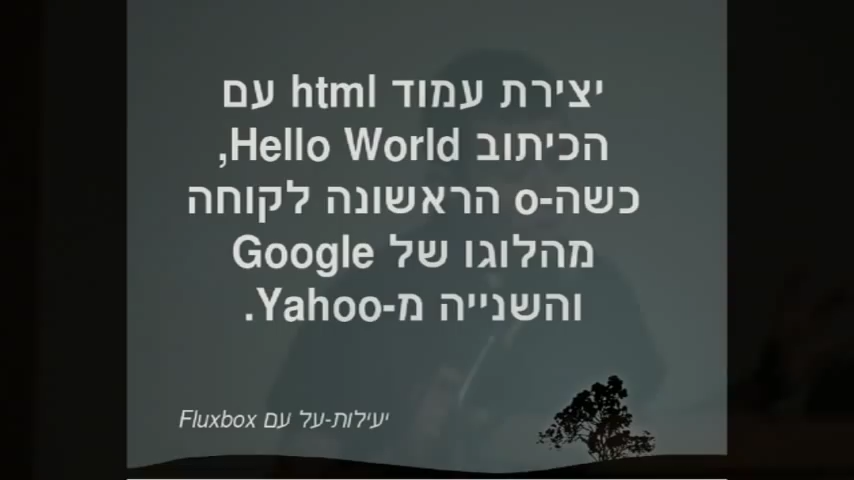 יצירת עמוד html עם
הכיתוב Hello World,
כשה-o הראשונה לקוחה
מהלוגו של Google
והשנייה מ-Yahoo.
יעילות-על עם Fluxbox